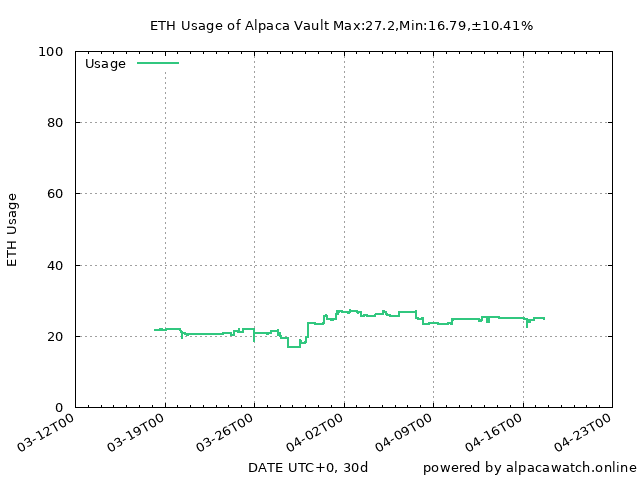 ETH Usage of Alpaca Vault Max:27.2,Min:16.79,±10.41%
Usage
100
80
60
40
20
0
ETH Usage
03-12T00
03-19T00
03-26T00
04-02T00
04-09T00
04-16T00
04-23T00
DATE UTC+0, 30d
powered by alpacawatch.online